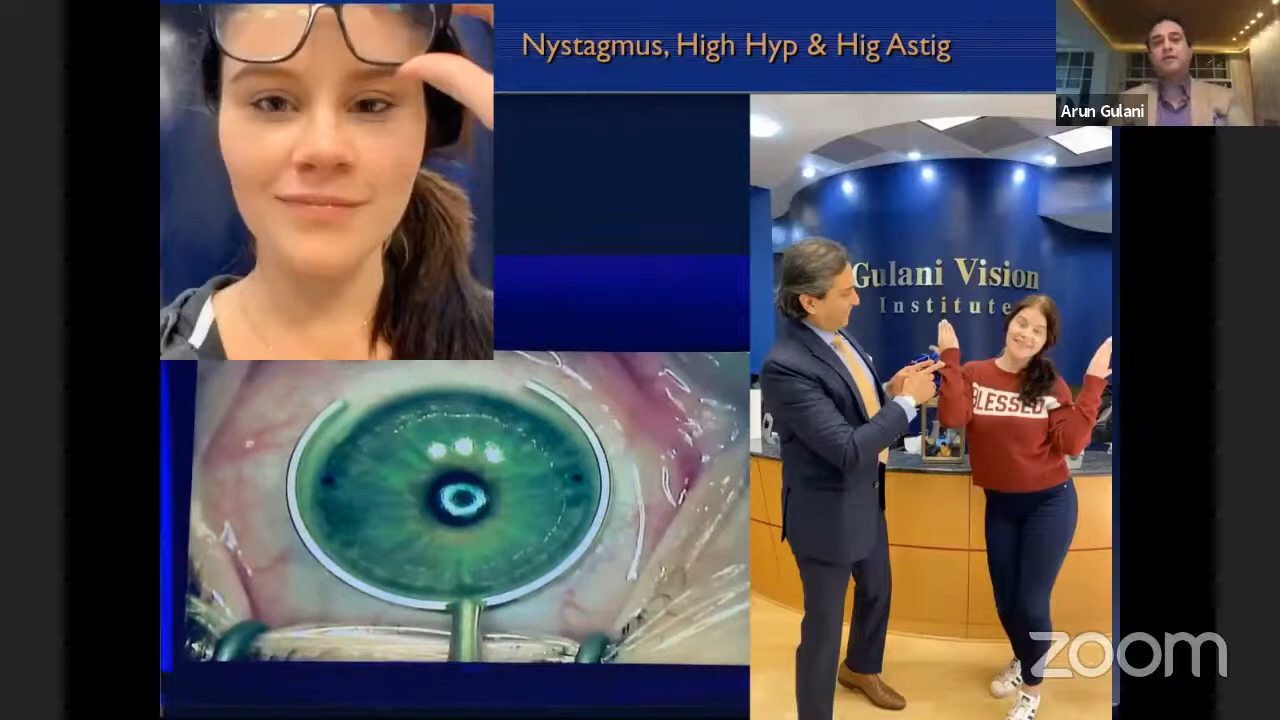 Nystagmus, High Hyp & Hig Astig
Arun Gulani
Gulani Vision
Institute
BLESSED
zoom